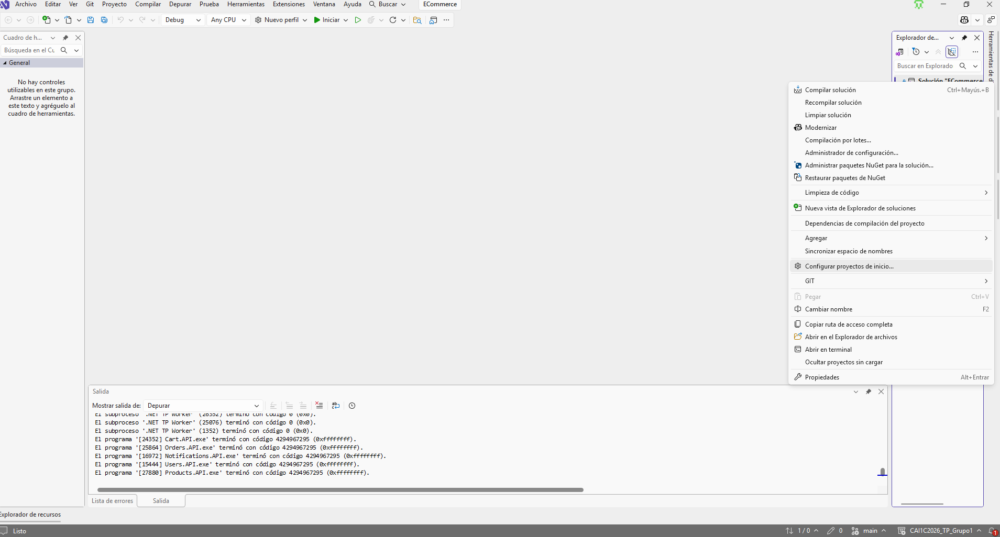 Archivo Editar Ver Git Proyecto Compilar Depurar Prueba Herramientas Extensiones Ventana Ayuda Buscar ECommerce
Debug Any CPU Nuevo perfil Iniciar
Cuadro de h...
Búsqueda en el Cu
General
No hay controles
utilizables en este grupo.
Arrastre un elemento a
este texto y agréguelo al
cuadro de herramientas.
Explorador de...
Buscar en Explorado
Solución "ECommerce
Herramientas de d
Compilar solución Ctrl+Mayús.+B
Recompilar solución
Limpiar solución
Modernizar
Compilación por lotes...
Administrador de configuración...
Administrar paquetes NuGet para la solución...
Restaurar paquetes de NuGet
Limpieza de código
Nueva vista de Explorador de soluciones
Dependencias de compilación del proyecto
Agregar
Sincronizar espacio de nombres
Configurar proyectos de inicio...
GIT
Pegar Ctrl+V
Cambiar nombre F2
Copiar ruta de acceso completa
Abrir en el Explorador de archivos
Abrir en terminal
Ocultar proyectos sin cargar
Propiedades Alt+Entrar
Salida
Mostrar salida de: Depurar
El subproceso '.NET TP Worker' (26352) terminó con código 0 (0x0).
El subproceso '.NET TP Worker' (25076) terminó con código 0 (0x0).
El subproceso '.NET TP Worker' (1352) terminó con código 0 (0x0).
El programa '[24352] Cart.API.exe' terminó con código 4294967295 (0xffffffff).
El programa '[25864] Orders.API.exe' terminó con código 4294967295 (0xffffffff).
El programa '[16972] Notifications.API.exe' terminó con código 4294967295 (0xffffffff).
El programa '[15444] Users.API.exe' terminó con código 4294967295 (0xffffffff).
El programa '[27880] Products.API.exe' terminó con código 4294967295 (0xffffffff).
Lista de errores Salida
Explorador de recursos
Listo 1 / 0 0 main CAI1C2026_TP_Grupo1 1